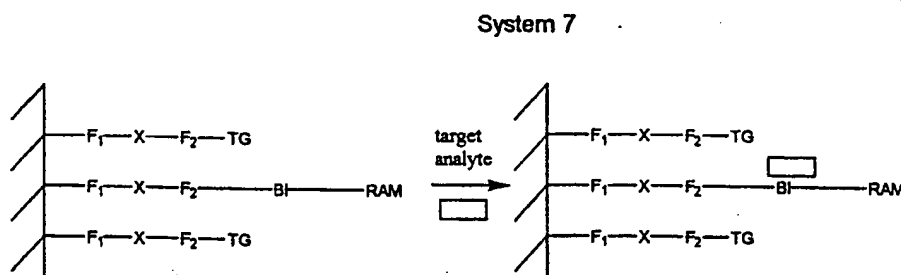 System 7
F₁—X—F₂—TG
F₁—X—F₂—BI—RAM
F₁—X—F₂—TG
target
analyte
F₁—X—F₂—TG
F₁—X—F₂—BI—RAM
F₁—X—F₂—TG